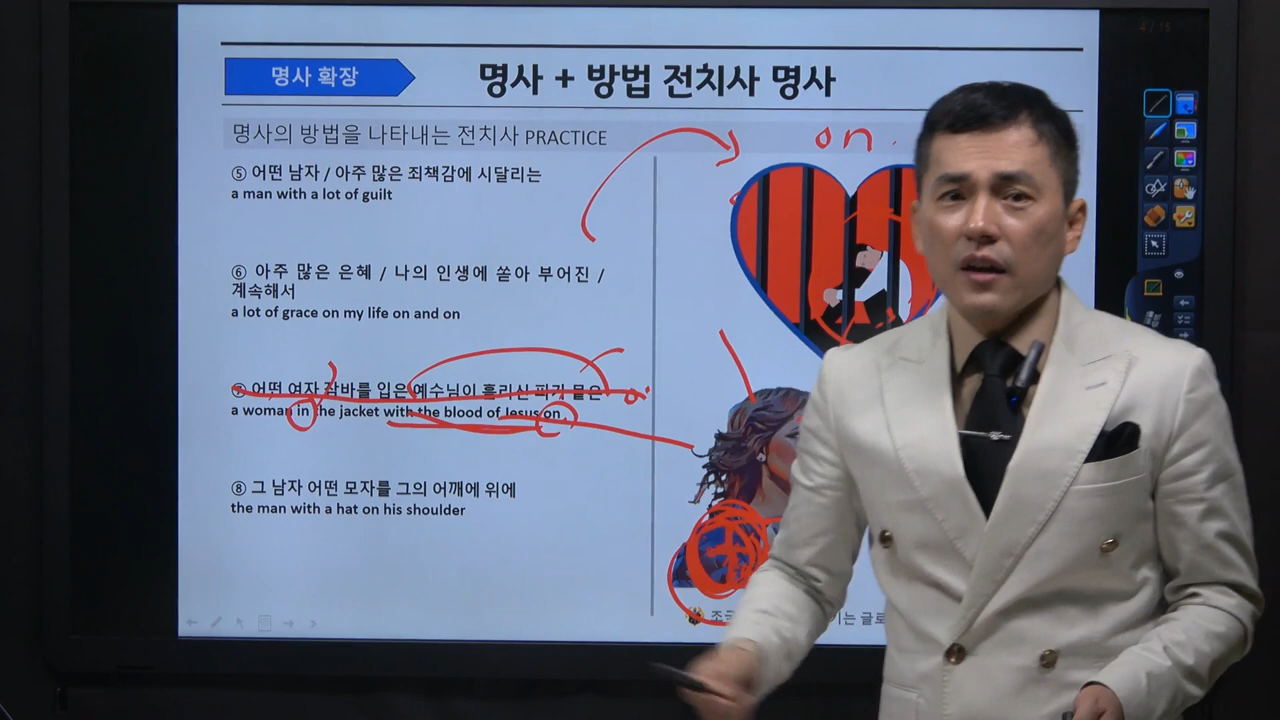 4 / 15
명사 확장
명사 + 방법 전치사 명사
명사의 방법을 나타내는 전치사 PRACTICE
on
⑤ 어떤 남자 / 아주 많은 죄책감에 시달리는
a man with a lot of guilt
⑥ 아주 많은 은혜 / 나의 인생에 쏟아 부어진 /
계속해서
a lot of grace on my life on and on
⑦ 어떤 여자 잠바를 입은 예수님이 흘리신 피가 묻은
a woman in the jacket with the blood of Jesus on
⑧ 그 남자 어떤 모자를 그의 어깨에 위에
the man with a hat on his shoulder